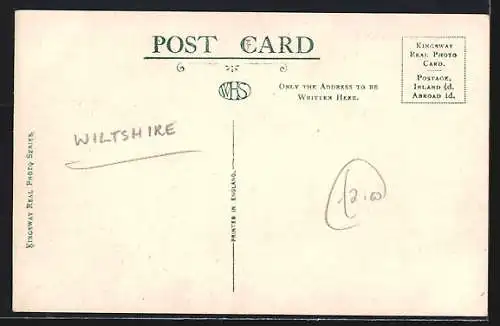 POST CARD
KINGSWAY
REAL PHOTO
CARD.
POSTAGE,
INLAND ½d.
ABROAD 1d.
WHS
ONLY THE ADDRESS TO BE
WRITTEN HERE.
WILTSHIRE
KINGSWAY REAL PHOTO SERIES.
PRINTED IN ENGLAND.
£2.00